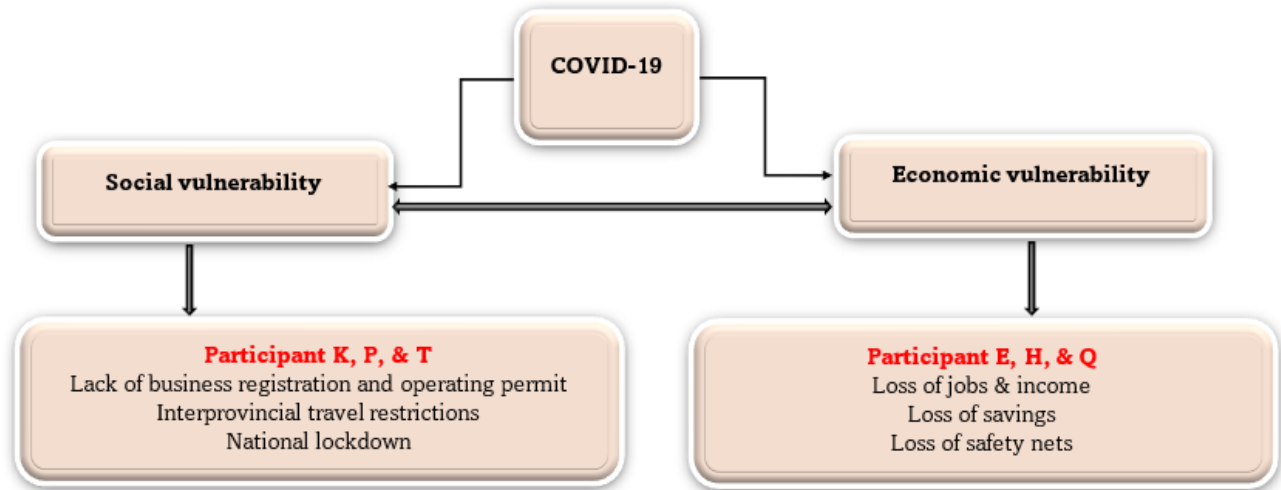 COVID-19
Social vulnerability
Economic vulnerability
Participant K, P, & T
Lack of business registration and operating permit
Interprovincial travel restrictions
National lockdown
Participant E, H, & Q
Loss of jobs & income
Loss of savings
Loss of safety nets